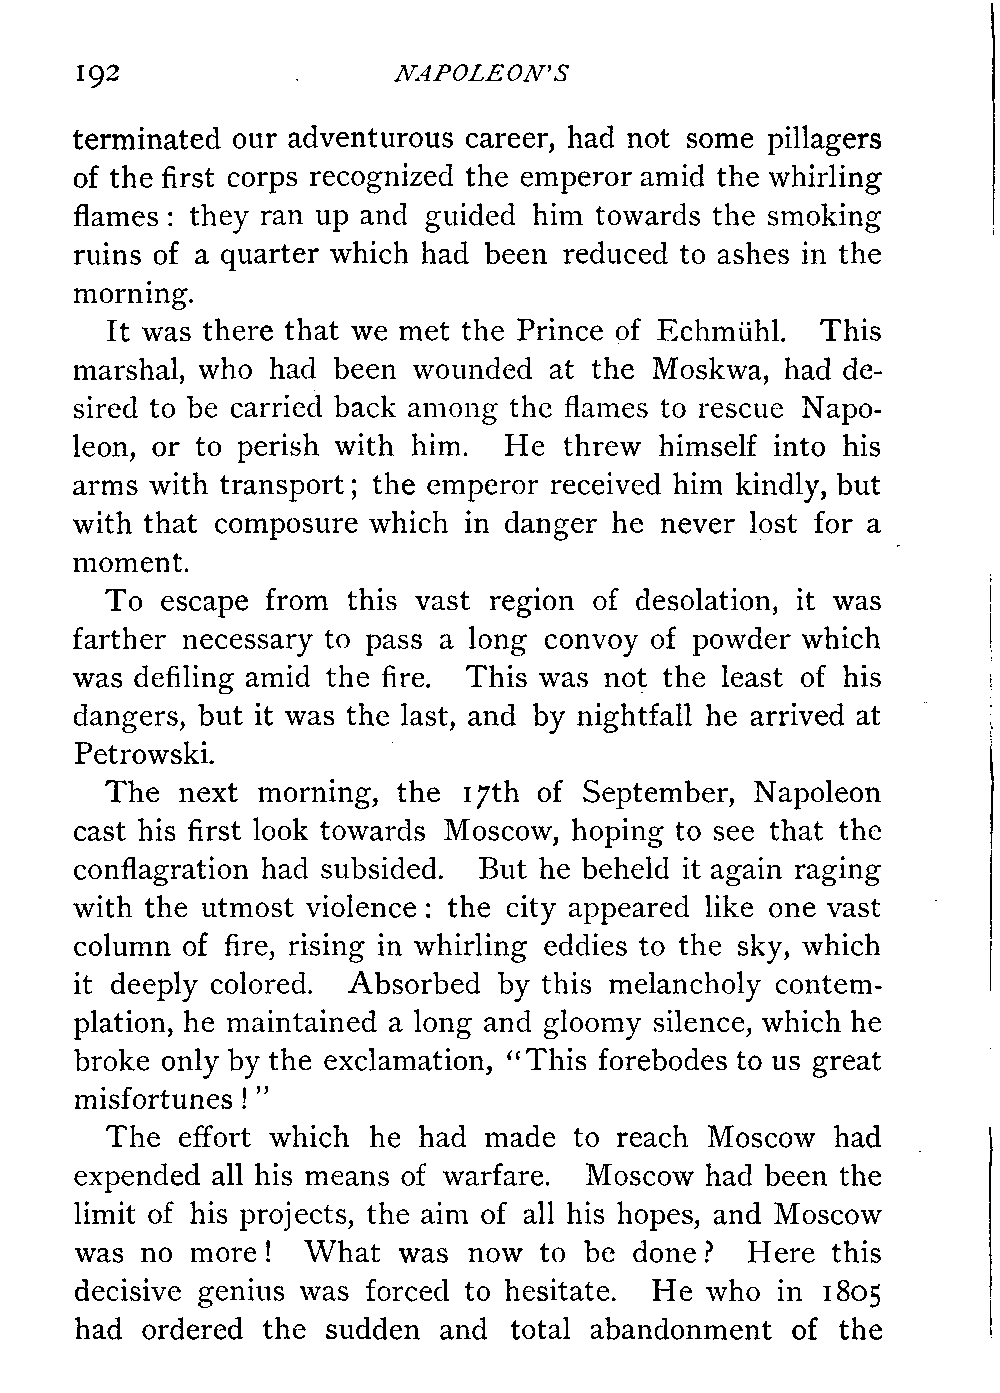 192 NAPOLEON'S
terminated our adventurous career, had not some pillagers
of the first corps recognized the emperor amid the whirling
flames : they ran up and guided him towards the smoking
ruins of a quarter which had been reduced to ashes in the
morning.
It was there that we met the Prince of Echmühl. This
marshal, who had been wounded at the Moskwa, had de-
sired to be carried back among the flames to rescue Napo-
leon, or to perish with him. He threw himself into his
arms with transport ; the emperor received him kindly, but
with that composure which in danger he never lost for a
moment.
To escape from this vast region of desolation, it was
farther necessary to pass a long convoy of powder which
was defiling amid the fire. This was not the least of his
dangers, but it was the last, and by nightfall he arrived at
Petrowski.
The next morning, the 17th of September, Napoleon
cast his first look towards Moscow, hoping to see that the
conflagration had subsided. But he beheld it again raging
with the utmost violence : the city appeared like one vast
column of fire, rising in whirling eddies to the sky, which
it deeply colored. Absorbed by this melancholy contem-
plation, he maintained a long and gloomy silence, which he
broke only by the exclamation, "This forebodes to us great
misfortunes ! "
The effort which he had made to reach Moscow had
expended all his means of warfare. Moscow had been the
limit of his projects, the aim of all his hopes, and Moscow
was no more ! What was now to be done ? Here this
decisive genius was forced to hesitate. He who in 1805
had ordered the sudden and total abandonment of the